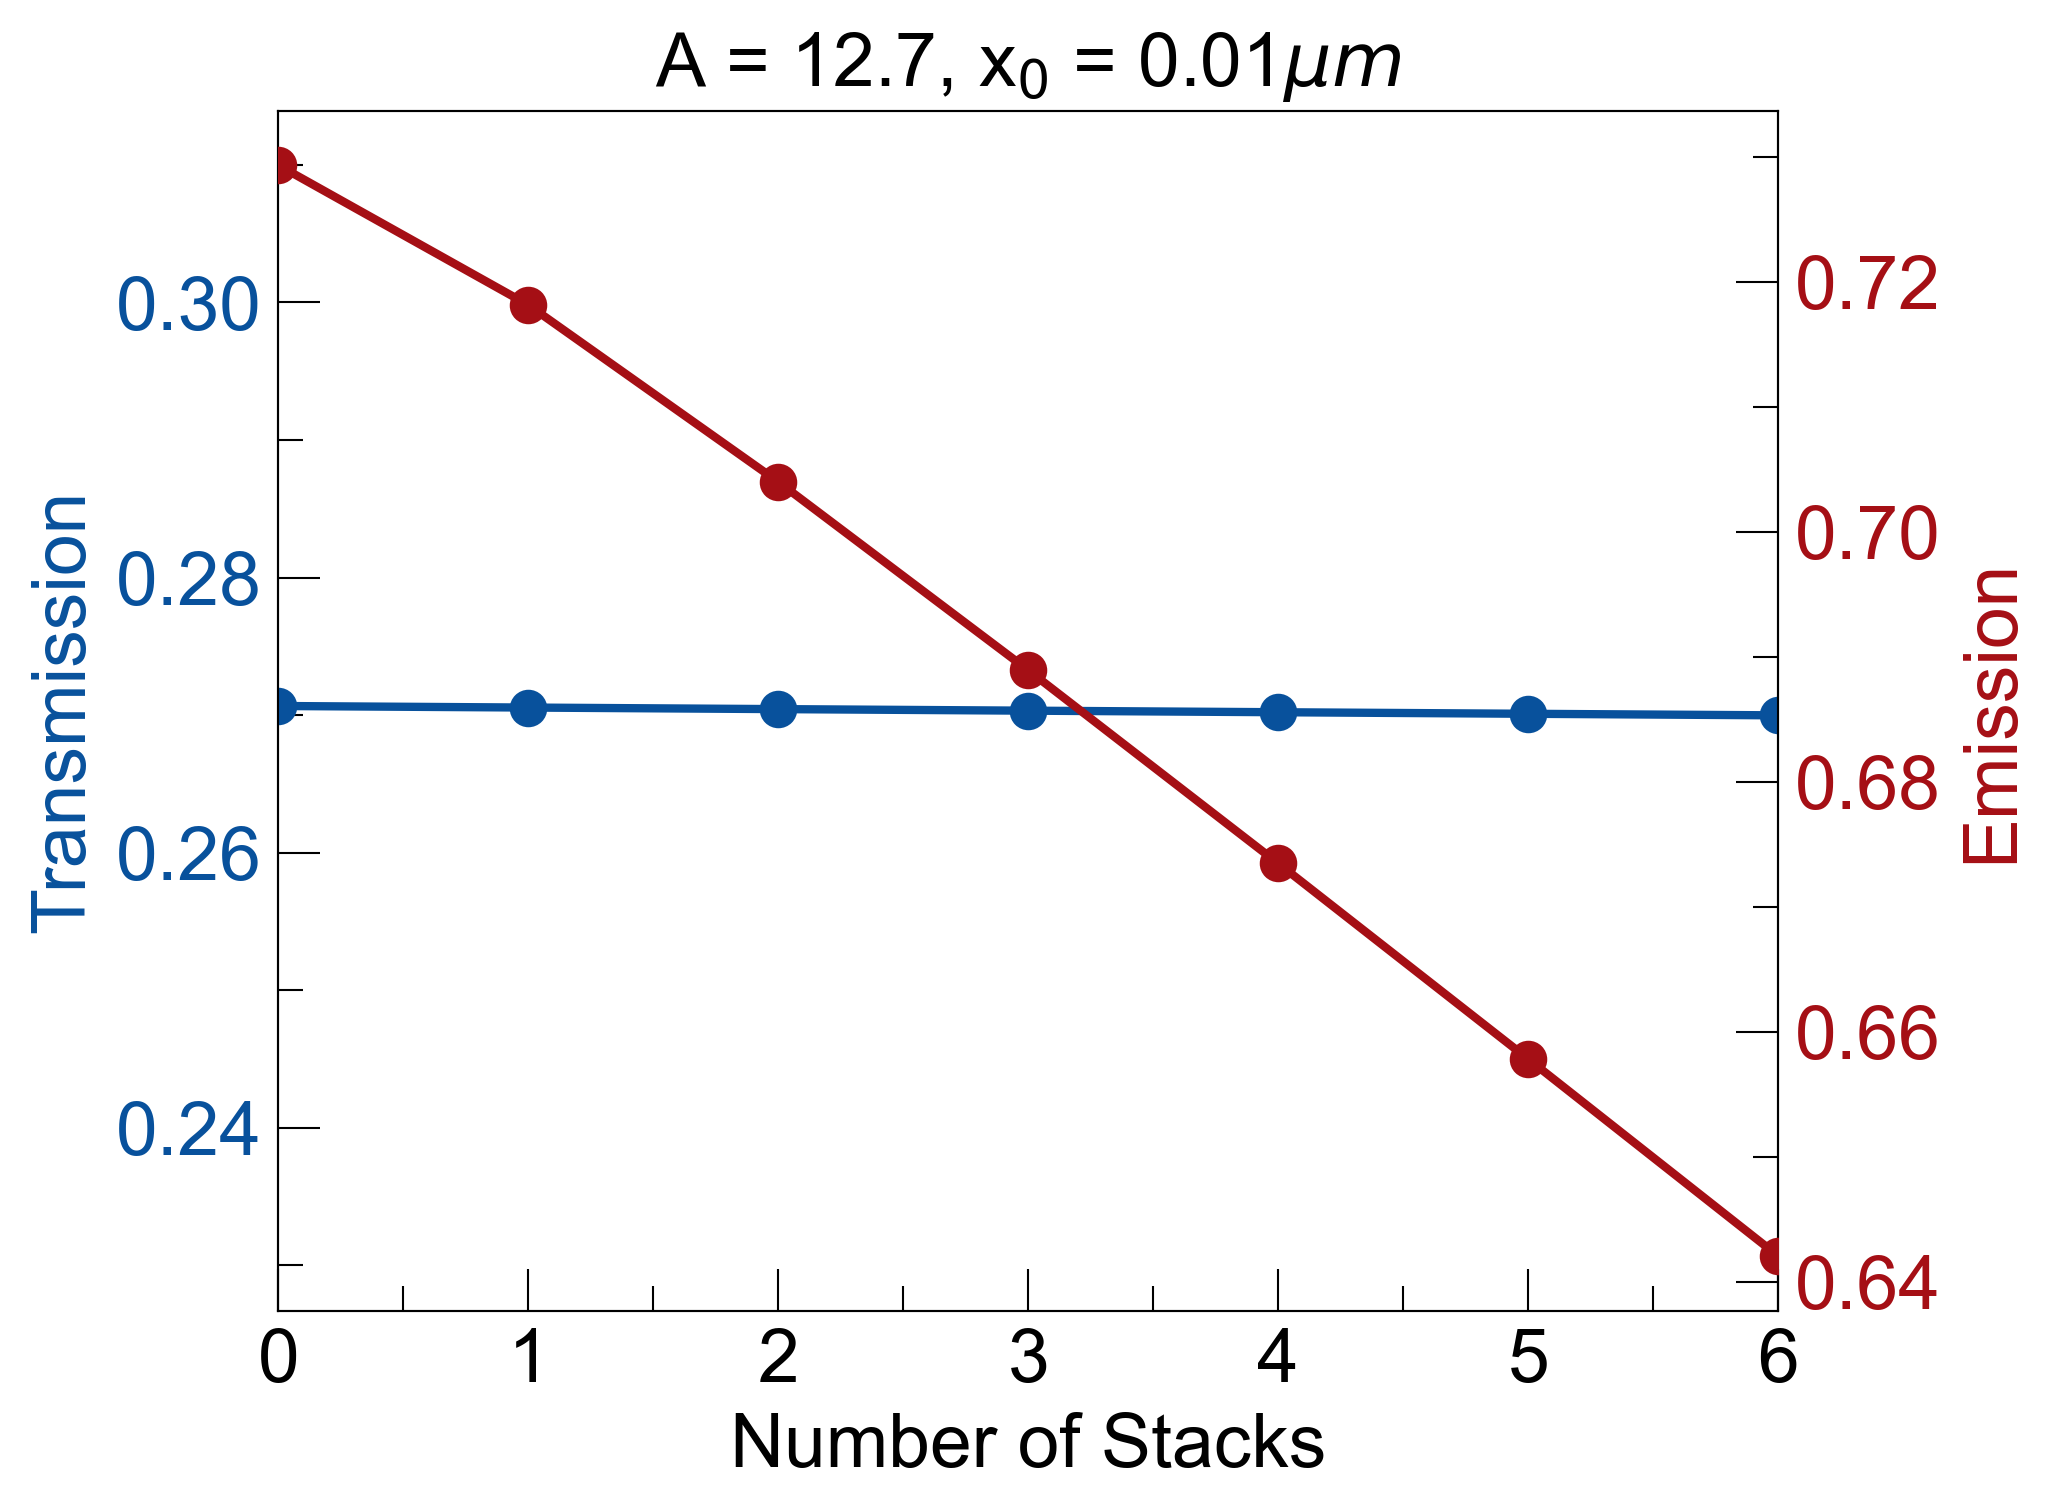 A = 12.7, x₀ = 0.01μm
Transmission
0.30
0.28
0.26
0.24
0.72
0.70
0.68
0.66
0.64
Emission
0 1 2 3 4 5 6
Number of Stacks